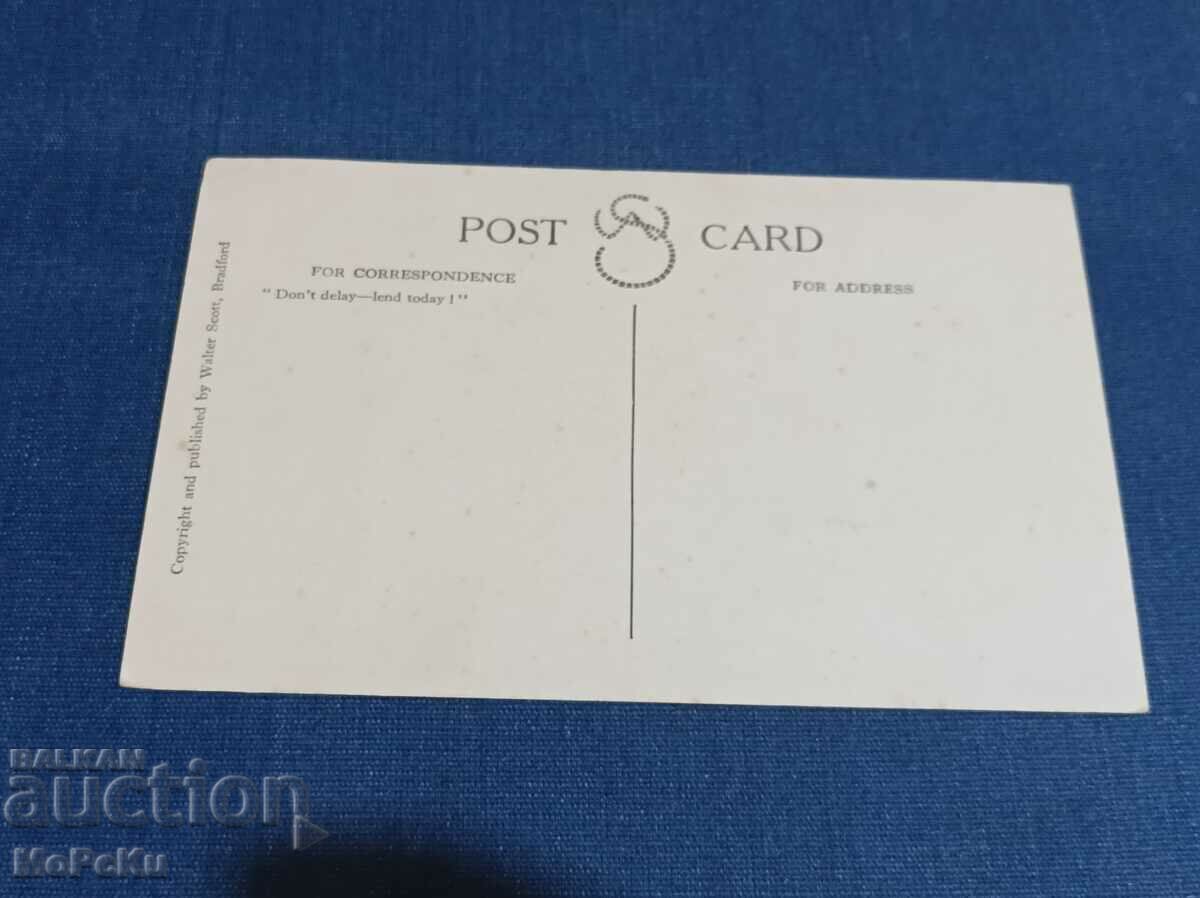 POST CARD
FOR CORRESPONDENCE
"Don't delay—lend today!"
FOR ADDRESS
Copyright and published by Walter Scott, Bradford
BALKAN
auction
MoPcKu